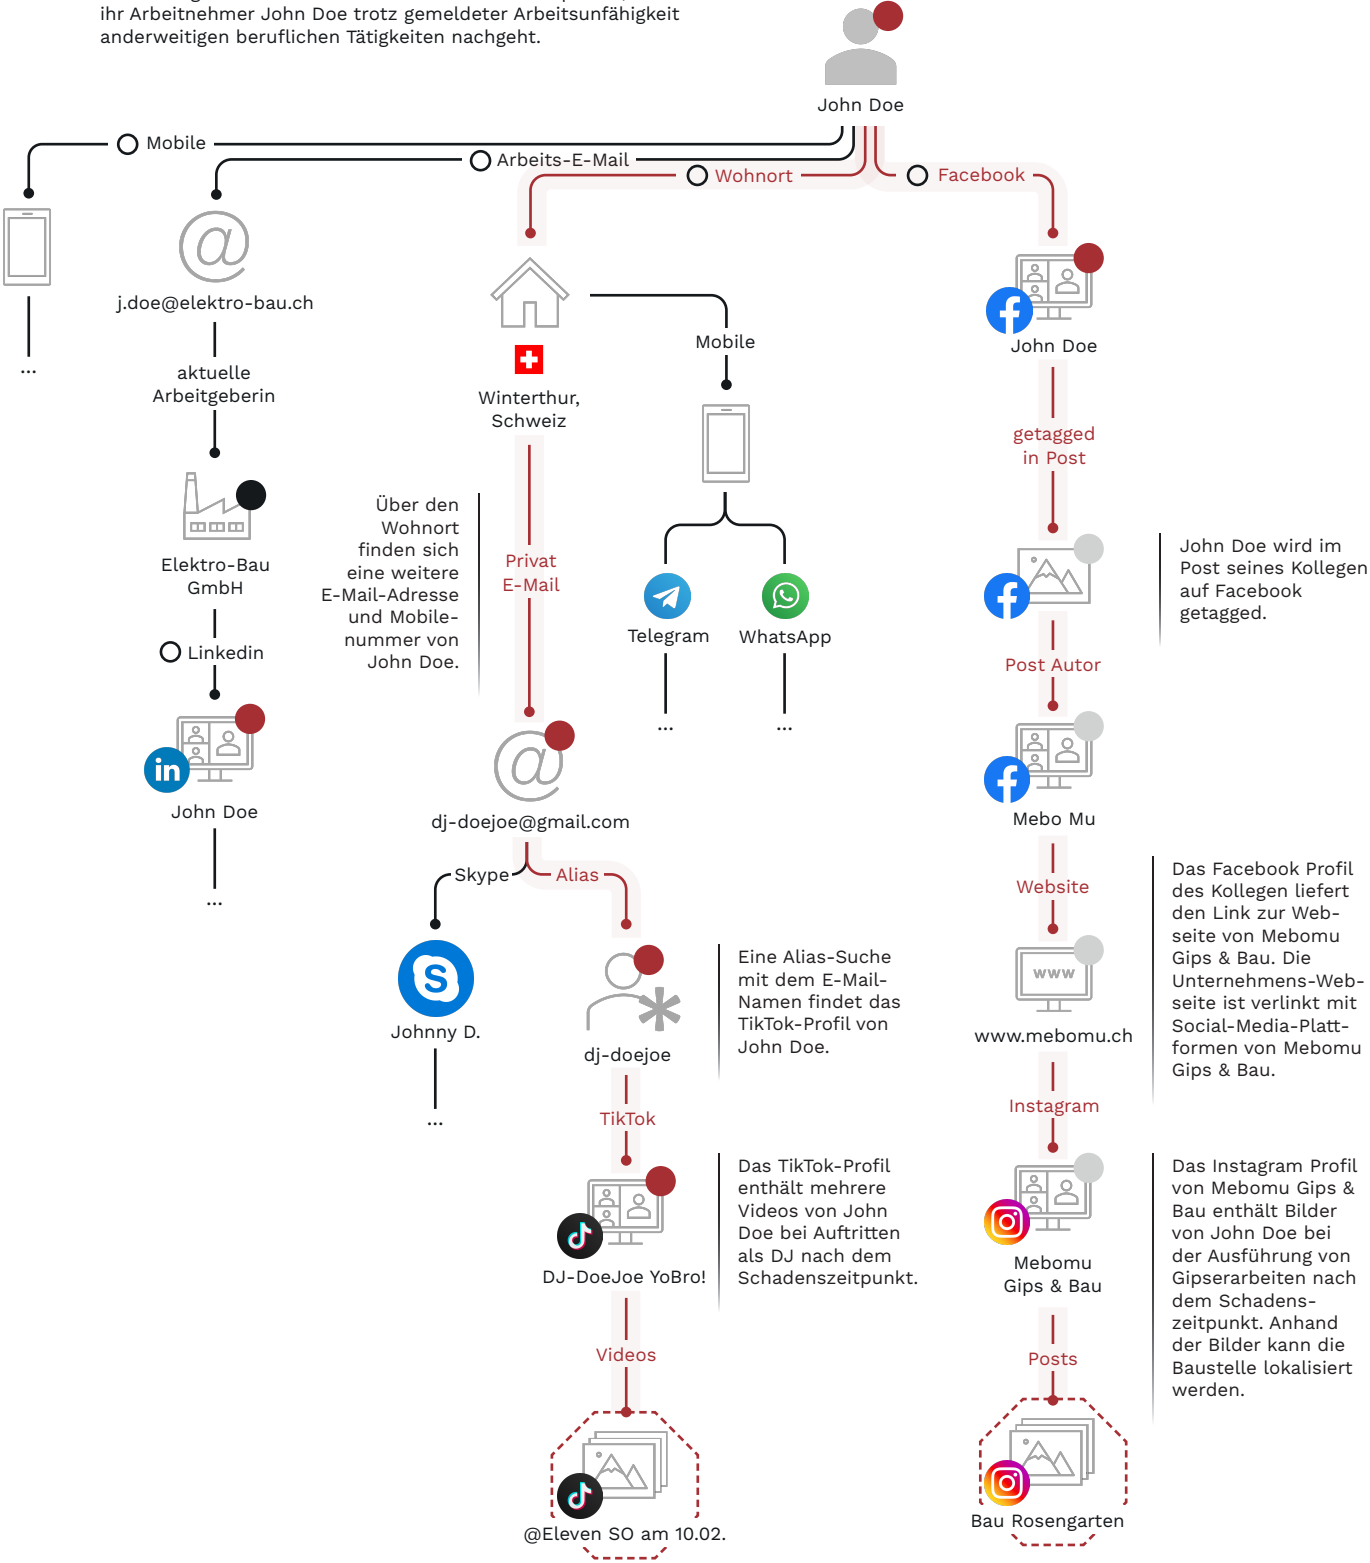 ihr Arbeitnehmer John Doe trotz gemeldeter Arbeitsunfähigkeit
anderweitigen beruflichen Tätigkeiten nachgeht.
John Doe
Mobile
Arbeits-E-Mail
Wohnort
Facebook
j.doe@elektro-bau.ch
...
aktuelle
Arbeitgeberin
Elektro-Bau
GmbH
Linkedin
in
John Doe
...
Winterthur,
Schweiz
Mobile
Über den
Wohnort
finden sich
eine weitere
E-Mail-Adresse
und Mobile-
nummer von
John Doe.
Privat
E-Mail
Telegram
WhatsApp
...
...
dj-doejoe@gmail.com
Skype
Alias
S
Johnny D.
...
dj-doejoe
Eine Alias-Suche
mit dem E-Mail-
Namen findet das
TikTok-Profil von
John Doe.
TikTok
DJ-DoeJoe YoBro!
Das TikTok-Profil
enthält mehrere
Videos von John
Doe bei Auftritten
als DJ nach dem
Schadenszeitpunkt.
Videos
@Eleven SO am 10.02.
John Doe
getagged
in Post
John Doe wird im
Post seines Kollegen
auf Facebook
getagged.
Post Autor
Mebo Mu
Website
Das Facebook Profil
des Kollegen liefert
den Link zur Web-
seite von Mebomu
Gips & Bau. Die
Unternehmens-Web-
seite ist verlinkt mit
Social-Media-Platt-
formen von Mebomu
Gips & Bau.
www
www.mebomu.ch
Instagram
Mebomu
Gips & Bau
Das Instagram Profil
von Mebomu Gips &
Bau enthält Bilder
von John Doe bei
der Ausführung von
Gipserarbeiten nach
dem Schadens-
zeitpunkt. Anhand
der Bilder kann die
Baustelle lokalisiert
werden.
Posts
Bau Rosengarten